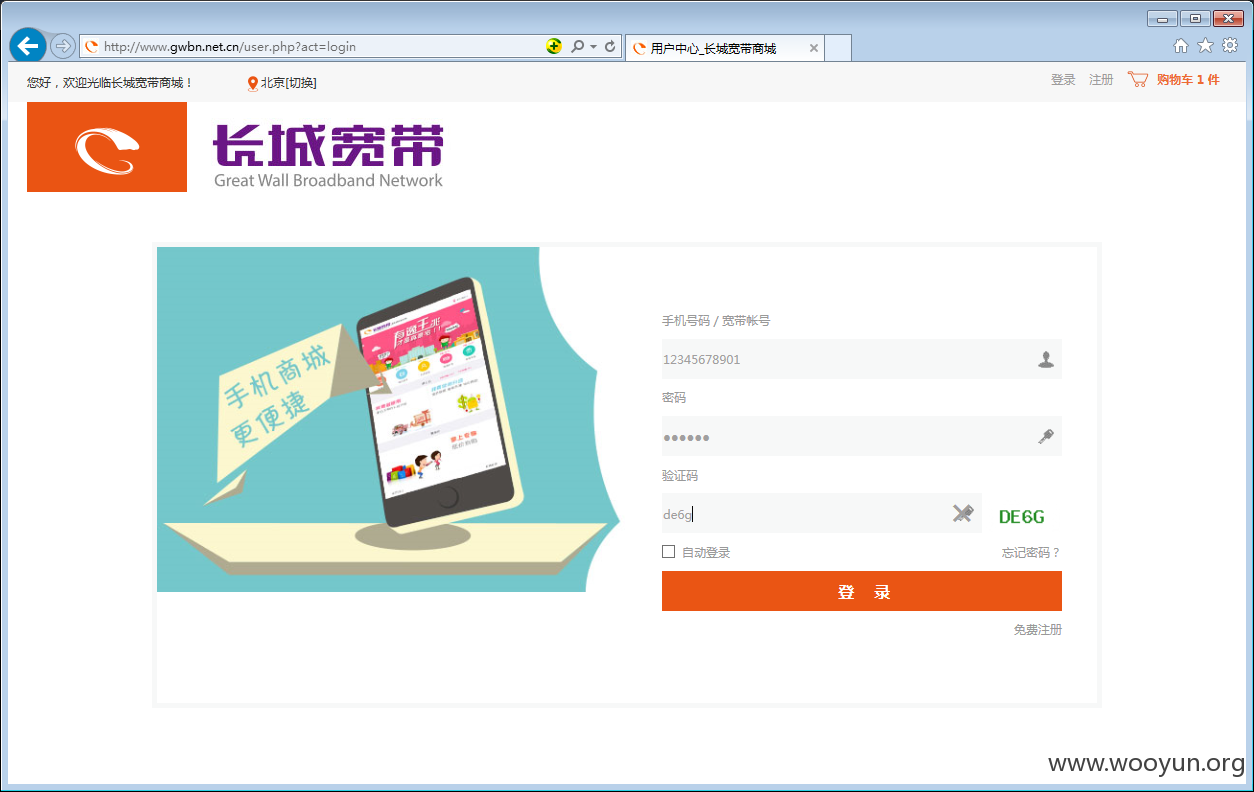 http://www.gwbn.net.cn/user.php?act=login
用户中心_长城宽带商城
您好，欢迎光临长城宽带商城！
北京[切换]
登录
注册
购物车 1 件
长城宽带
Great Wall Broadband Network
手机商城
更便捷
手机号码 / 宽带帐号
12345678901
密码
验证码
de6g
DE6G
自动登录
忘记密码？
登 录
免费注册
www.wooyun.org